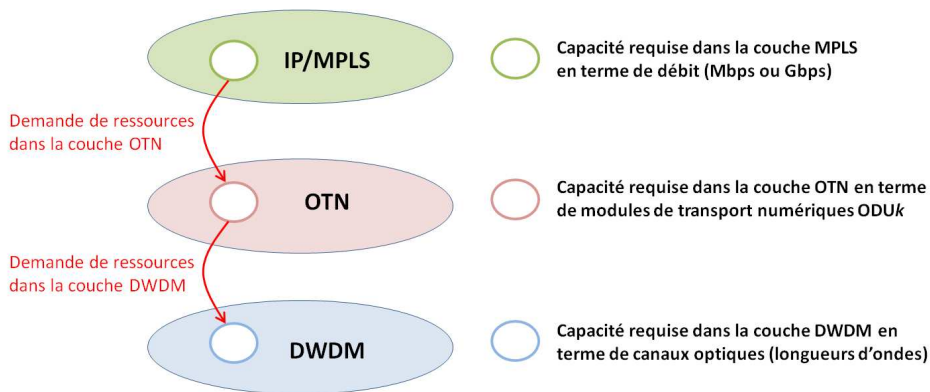 IP/MPLS
Capacité requise dans la couche MPLS
en terme de débit (Mbps ou Gbps)
Demande de ressources
dans la couche OTN
OTN
Capacité requise dans la couche OTN en terme
de modules de transport numériques ODUk
Demande de ressources
dans la couche DWDM
DWDM
Capacité requise dans la couche DWDM en
terme de canaux optiques (longueurs d'ondes)